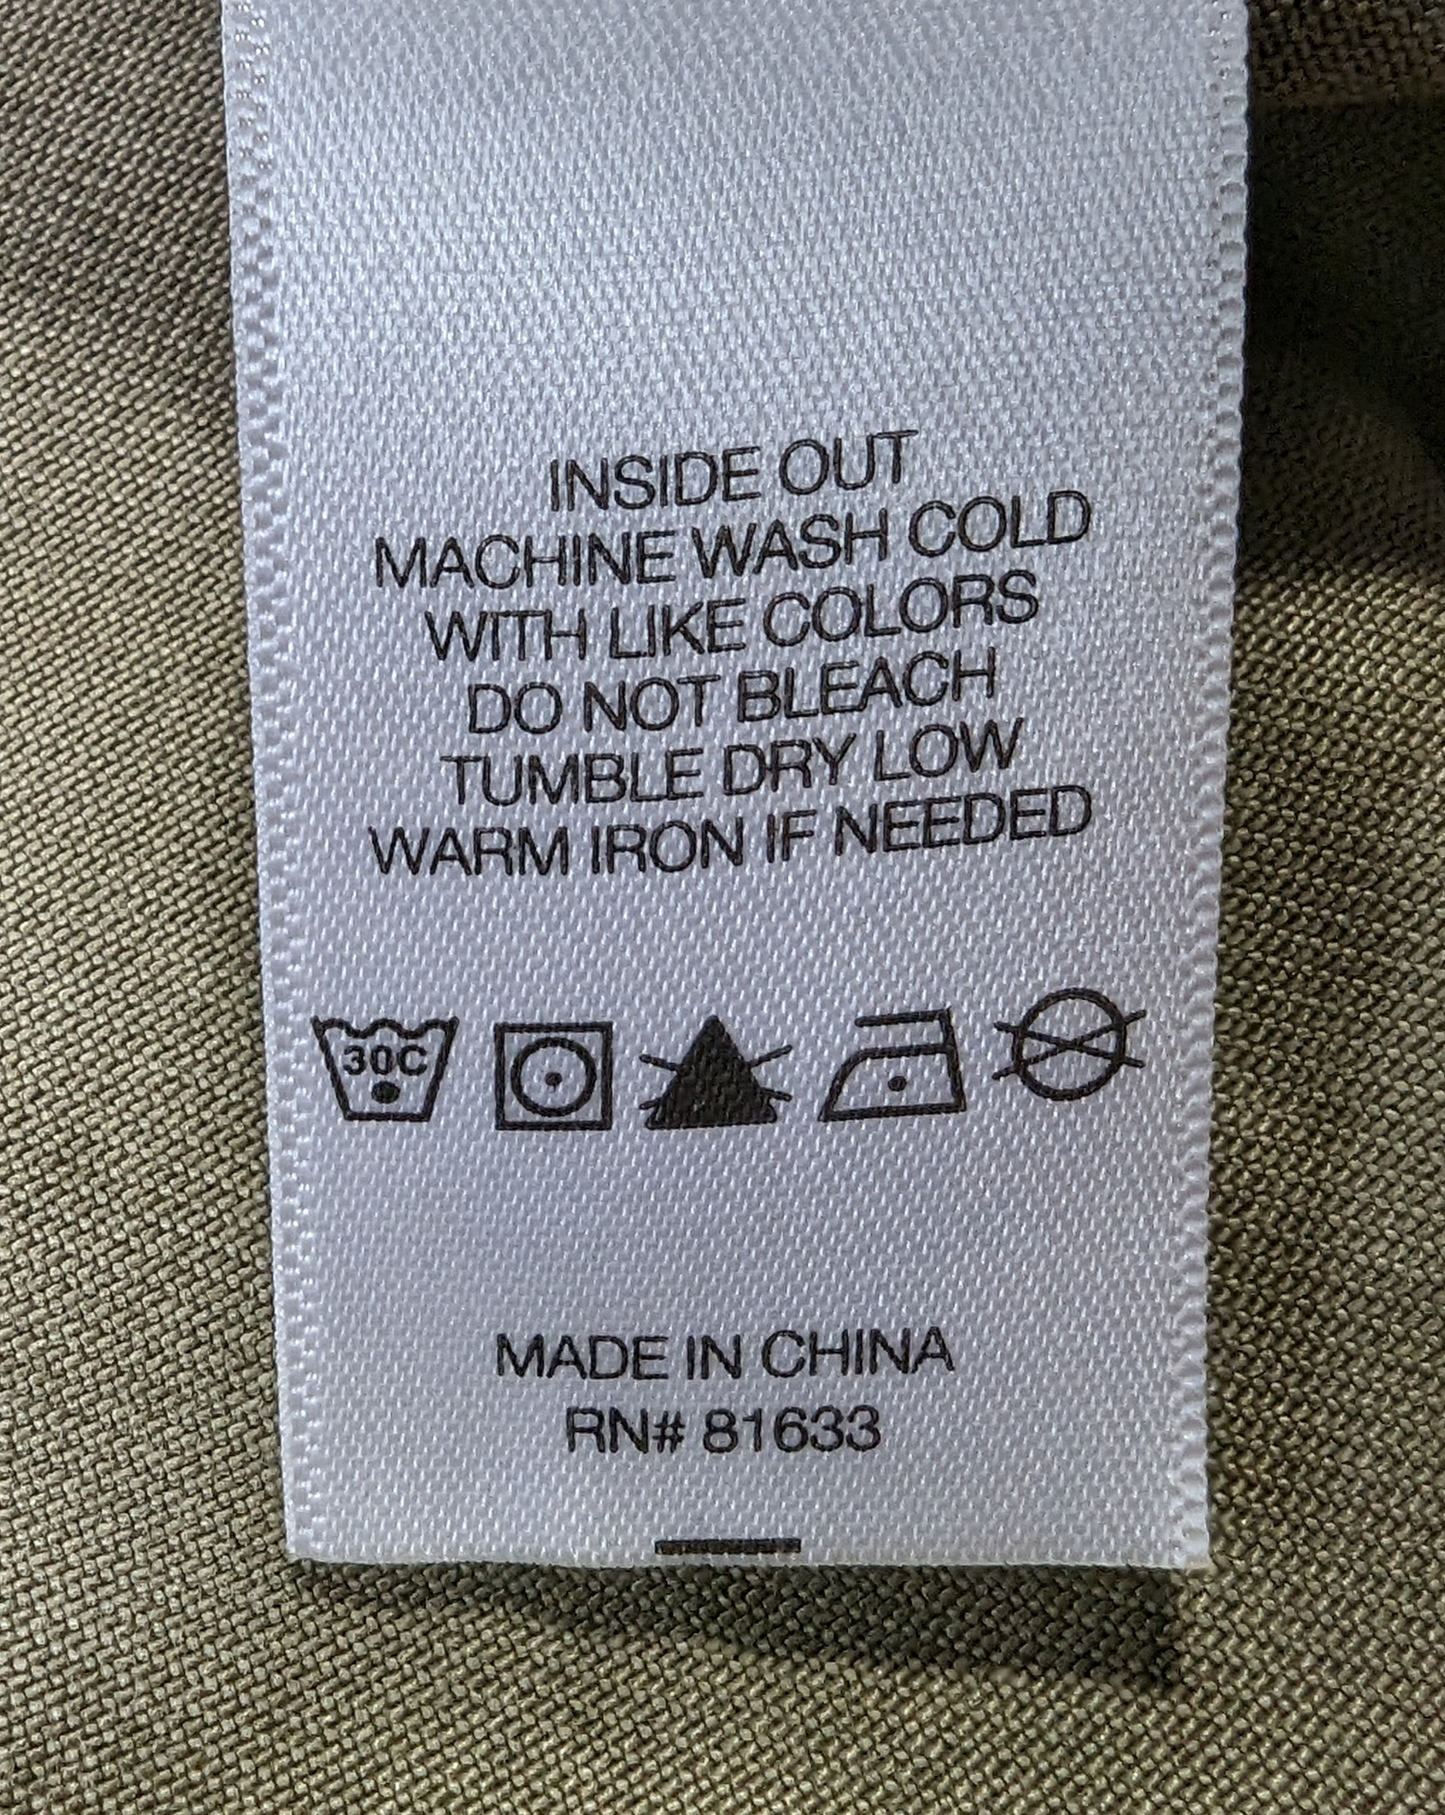 INSIDE OUT
MACHINE WASH COLD
WITH LIKE COLORS
DO NOT BLEACH
TUMBLE DRY LOW
WARM IRON IF NEEDED
30C
MADE IN CHINA
RN# 81633